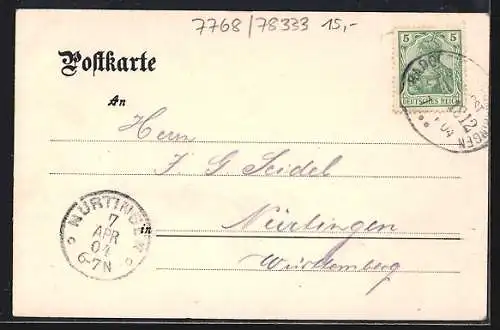 7768/78333 15,-
5 5
DEUTSCHES REICH
Postkarte
04
An
Herrn
J. G. Seidel
NÜRTINGEN
7
APR
04
6-7N
in Nürtingen
Württemberg